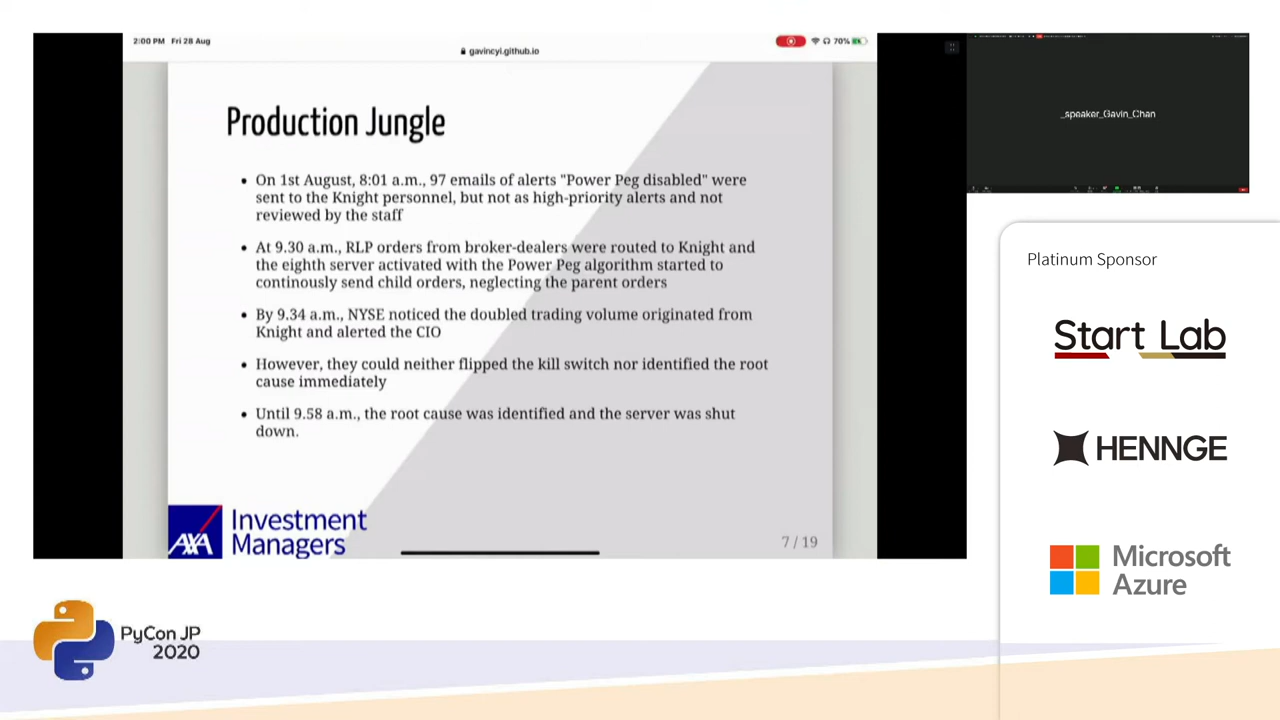 2:00 PM Fri 28 Aug
gavincyi.github.io
70%
Production Jungle
On 1st August, 8:01 a.m., 97 emails of alerts "Power Peg disabled" were
sent to the Knight personnel, but not as high-priority alerts and not
reviewed by the staff
At 9.30 a.m., RLP orders from broker-dealers were routed to Knight and
the eighth server activated with the Power Peg algorithm started to
continously send child orders, neglecting the parent orders
By 9.34 a.m., NYSE noticed the doubled trading volume originated from
Knight and alerted the CIO
However, they could neither flipped the kill switch nor identified the root
cause immediately
Until 9.58 a.m., the root cause was identified and the server was shut
down.
AXA
Investment
Managers
7 / 19
_speaker_Gavin_Chan
Platinum Sponsor
Start Lab
HENNGE
Microsoft
Azure
PyCon JP
2020